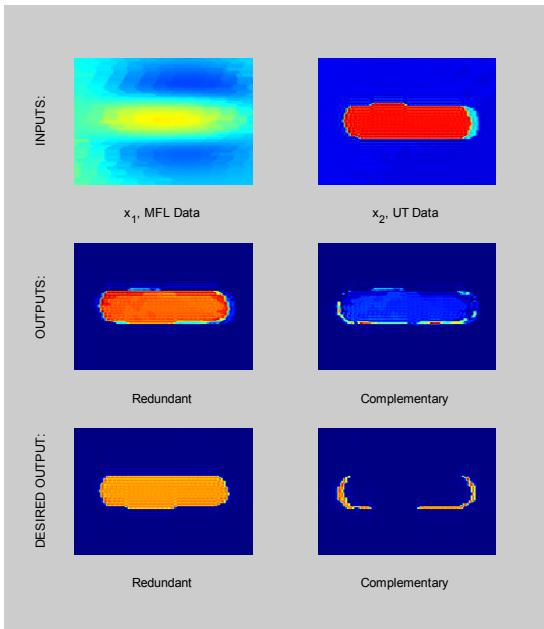 INPUTS:
x1, MFL Data
x2, UT Data
OUTPUTS:
Redundant
Complementary
DESIRED OUTPUT:
Redundant
Complementary